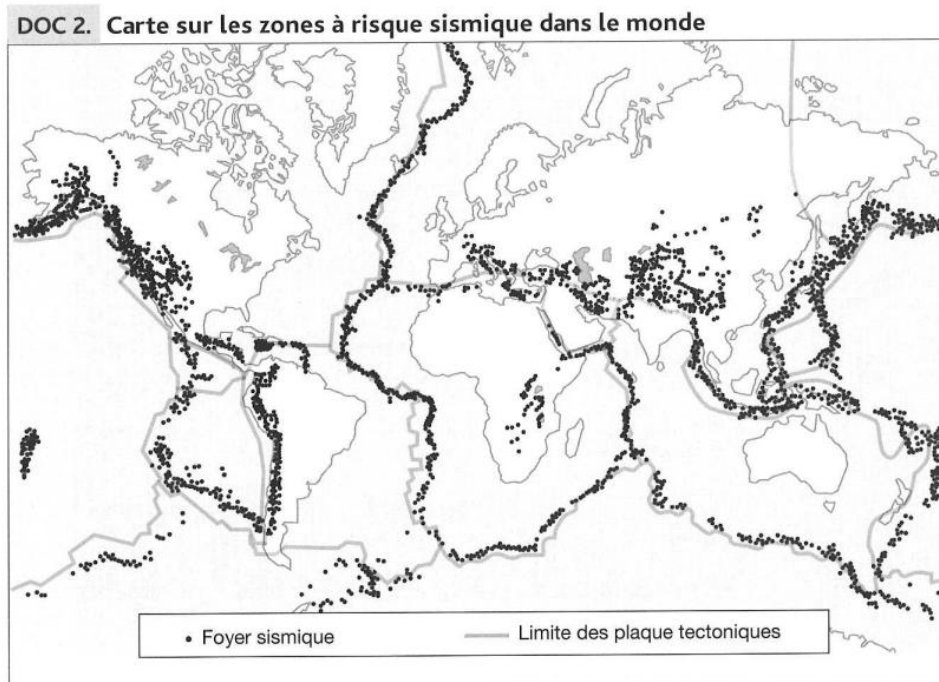 DOC 2. Carte sur les zones à risque sismique dans le monde
• Foyer sismique
Limite des plaque tectoniques